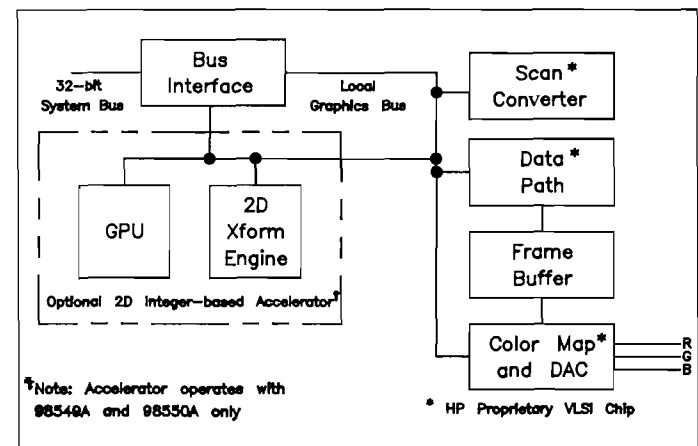 Bus
Interface
32-bit
System Bus
Local
Graphics Bus
Scan*
Converter
Data*
Path
GPU
2D
Xform
Engine
Frame
Buffer
Optional 2D Integer-based Accelerator†
Color Map*
and DAC
R
G
B
†Note: Accelerator operates with
98549A and 98550A only
* HP Proprietary VLSI Chip